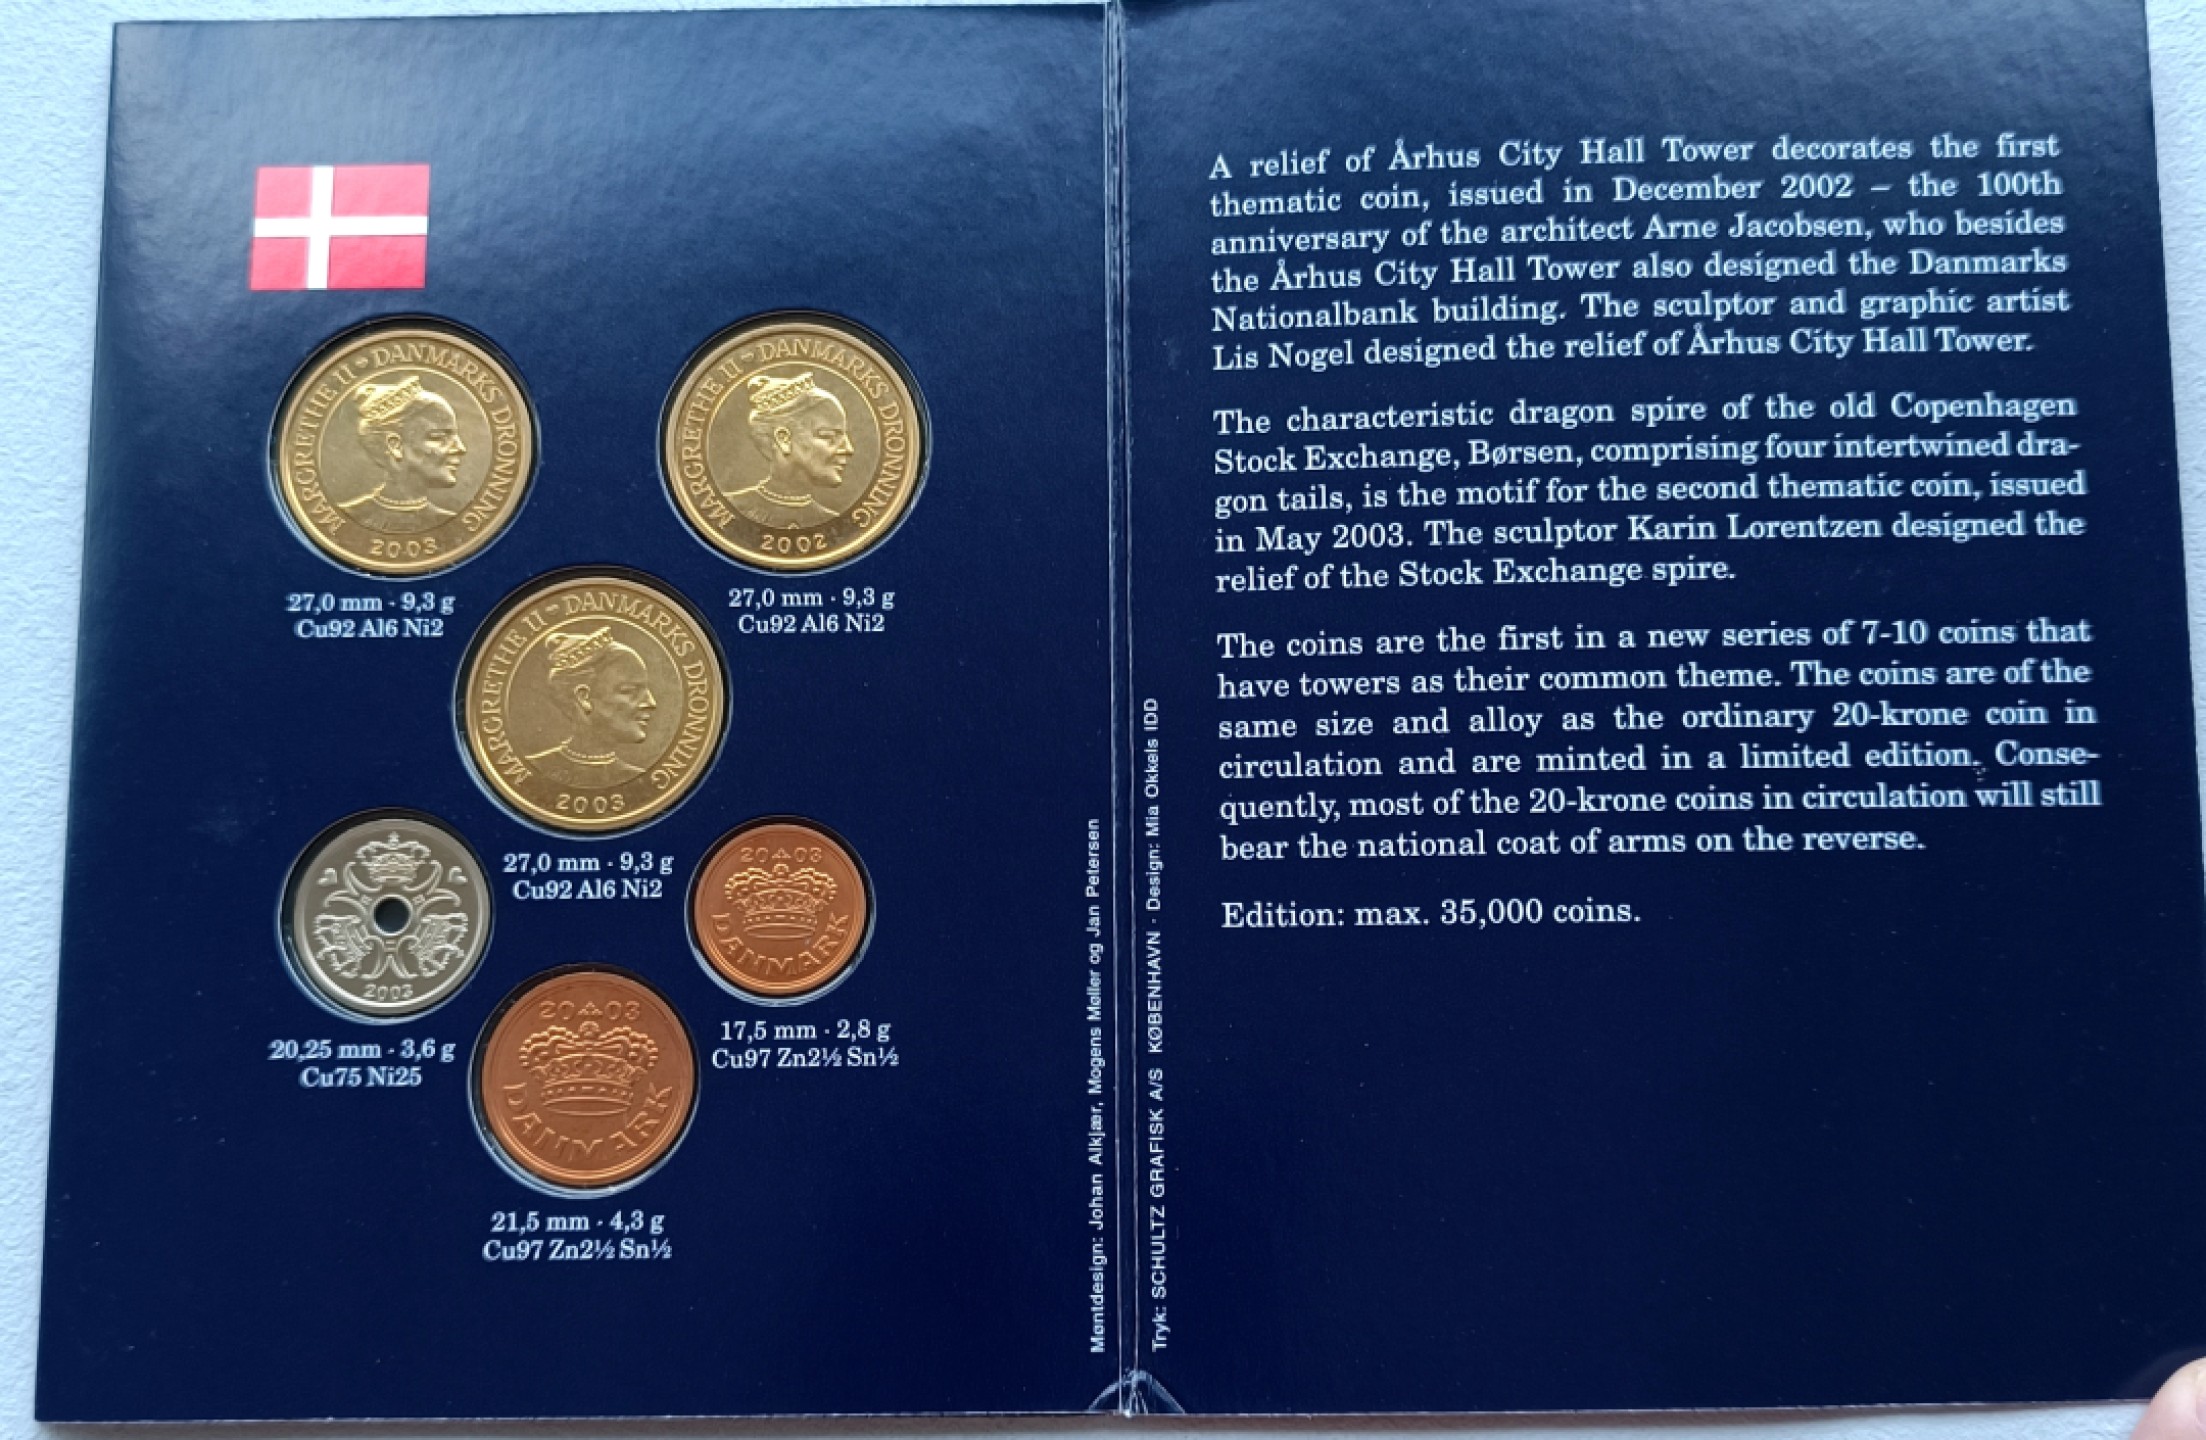 MARGRETHE II - DANMARKS DRONNING
2003
27,0 mm · 9,3 g
Cu92 Al6 Ni2
MARGRETHE II - DANMARKS DRONNING
2002
27,0 mm · 9,3 g
Cu92 Al6 Ni2
MARGRETHE II - DANMARKS DRONNING
2003
27,0 mm · 9,3 g
Cu92 Al6 Ni2
2003
20,25 mm · 3,6 g
Cu75 Ni25
20 03
DANMARK
17,5 mm · 2,8 g
Cu97 Zn2½ Sn½
20 03
DANMARK
21,5 mm · 4,3 g
Cu97 Zn2½ Sn½
Møntdesign: Johan Alkjær, Mogens Møller og Jan Petersen
Tryk: SCHULTZ GRAFISK A/S KØBENHAVN · Design: Mia Okkels IDD
A relief of Århus City Hall Tower decorates the first
thematic coin, issued in December 2002 – the 100th
anniversary of the architect Arne Jacobsen, who besides
the Århus City Hall Tower also designed the Danmarks
Nationalbank building. The sculptor and graphic artist
Lis Nogel designed the relief of Århus City Hall Tower.
The characteristic dragon spire of the old Copenhagen
Stock Exchange, Børsen, comprising four intertwined dra-
gon tails, is the motif for the second thematic coin, issued
in May 2003. The sculptor Karin Lorentzen designed the
relief of the Stock Exchange spire.
The coins are the first in a new series of 7-10 coins that
have towers as their common theme. The coins are of the
same size and alloy as the ordinary 20-krone coin in
circulation and are minted in a limited edition. Conse-
quently, most of the 20-krone coins in circulation will still
bear the national coat of arms on the reverse.
Edition: max. 35,000 coins.